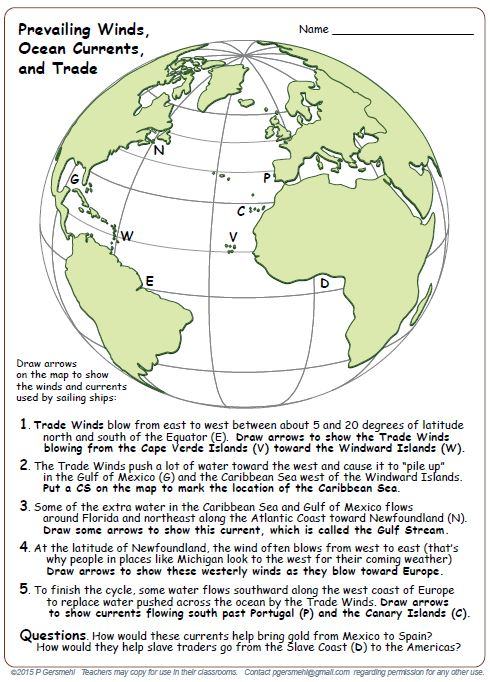 Prevailing Winds,
Ocean Currents,
and Trade
Name
N
G
P
C
W
V
E
D
Draw arrows
on the map to show
the winds and currents
used by sailing ships:
1. Trade Winds blow from east to west between about 5 and 20 degrees of latitude
north and south of the Equator (E). Draw arrows to show the Trade Winds
blowing from the Cape Verde Islands (V) toward the Windward Islands (W).
2. The Trade Winds push a lot of water toward the west and cause it to "pile up"
in the Gulf of Mexico (G) and the Caribbean Sea west of the Windward Islands.
Put a CS on the map to mark the location of the Caribbean Sea.
3. Some of the extra water in the Caribbean Sea and Gulf of Mexico flows
around Florida and northeast along the Atlantic Coast toward Newfoundland (N).
Draw some arrows to show this current, which is called the Gulf Stream.
4. At the latitude of Newfoundland, the wind often blows from west to east (that's
why people in places like Michigan look to the west for their coming weather)
Draw arrows to show these westerly winds as they blow toward Europe.
5. To finish the cycle, some water flows southward along the west coast of Europe
to replace water pushed across the ocean by the Trade Winds. Draw arrows
to show currents flowing south past Portugal (P) and the Canary Islands (C).
Questions. How would these currents help bring gold from Mexico to Spain?
How would they help slave traders go from the Slave Coast (D) to the Americas?
©2015 P Gersmehl Teachers may copy for use in their classrooms. Contact pgersmehl@gmail.com regarding permission for any other use.